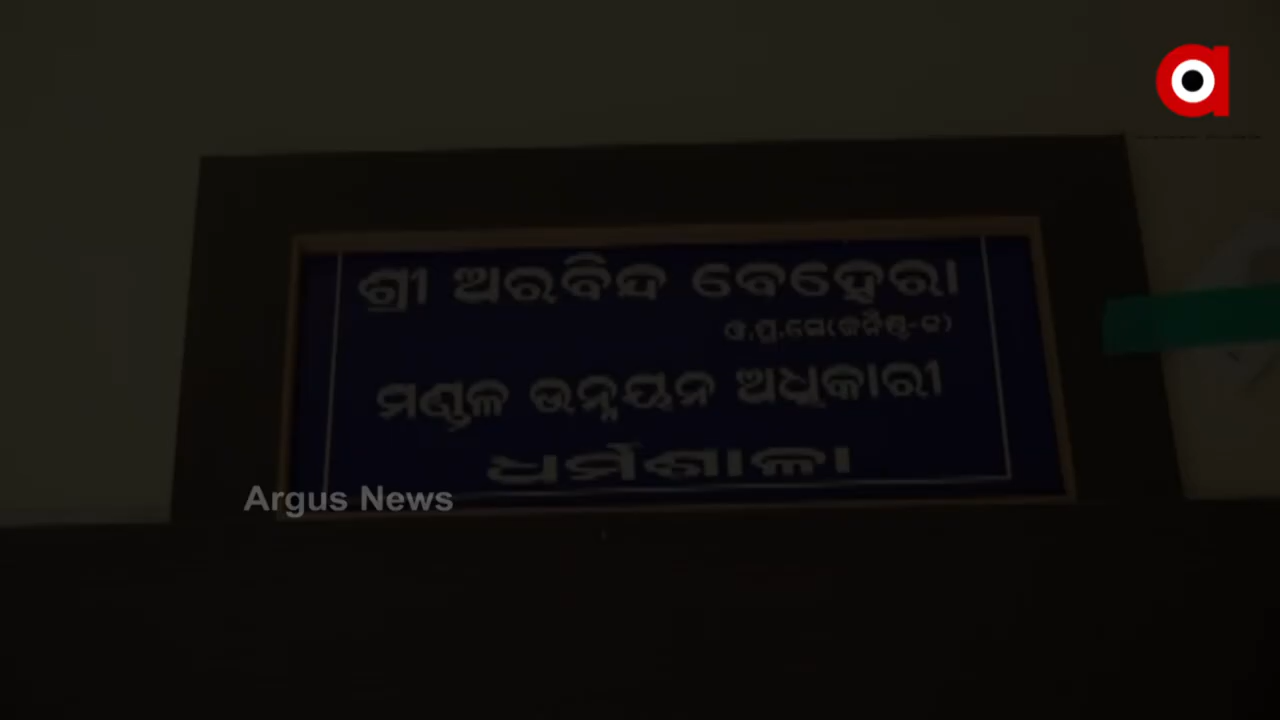 ଶ୍ରୀ ଅରବିନ୍ଦ ବେହେରା
ଓ.ପ୍ର.ସେ(କନିଷ୍ଠ-କ)
ମଣ୍ଡଳ ଉନ୍ନୟନ ଅଧିକାରୀ
ଧର୍ମଶାଳା
Argus News